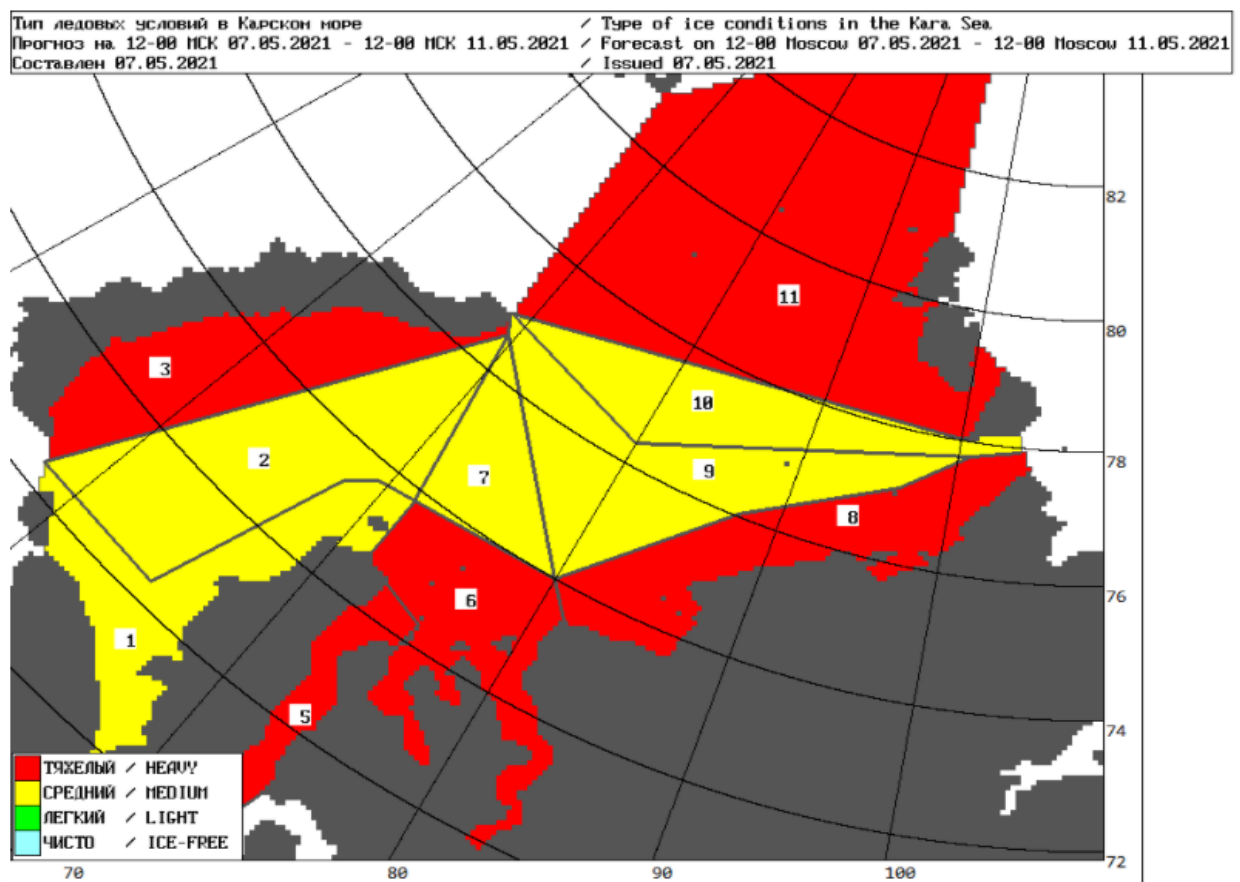 Тип ледовых условий в Карском море / Type of ice conditions in the Kara Sea
Прогноз на 12-00 МСК 07.05.2021 - 12-00 МСК 11.05.2021 / Forecast on 12-00 Moscow 07.05.2021 - 12-00 Moscow 11.05.2021
Составлен 07.05.2021 / Issued 07.05.2021
82
11
80
3
10
2
78
9
7
8
76
6
1
5
74
ТЯЖЕЛЫЙ / HEAVY
СРЕДНИЙ / MEDIUM
ЛЕГКИЙ / LIGHT
ЧИСТО / ICE-FREE
72
70 80 90 100